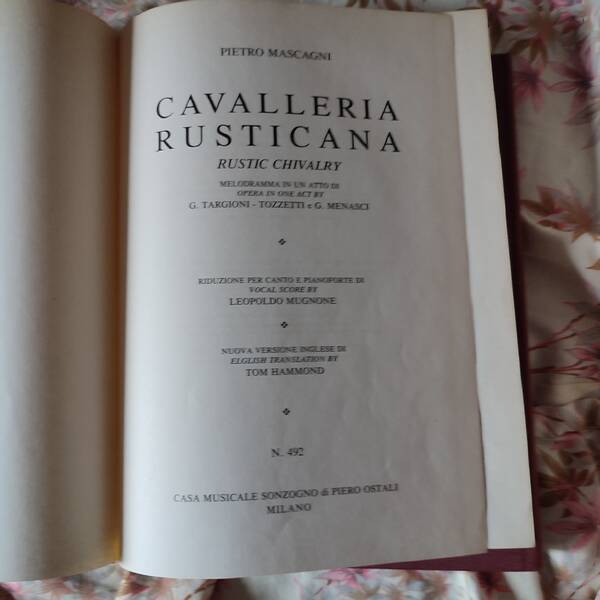 PIETRO MASCAGNI
CAVALLERIA
RUSTICANA
RUSTIC CHIVALRY
MELODRAMMA IN UN ATTO DI
OPERA IN ONE ACT BY
G. TARGIONI - TOZZETTI e G. MENASCI
RIDUZIONE PER CANTO E PIANOFORTE DI
VOCAL SCORE BY
LEOPOLDO MUGNONE
NUOVA VERSIONE INGLESE DI
ELGLISH TRANSLATION BY
TOM HAMMOND
N. 492
CASA MUSICALE SONZOGNO di PIERO OSTALI
MILANO